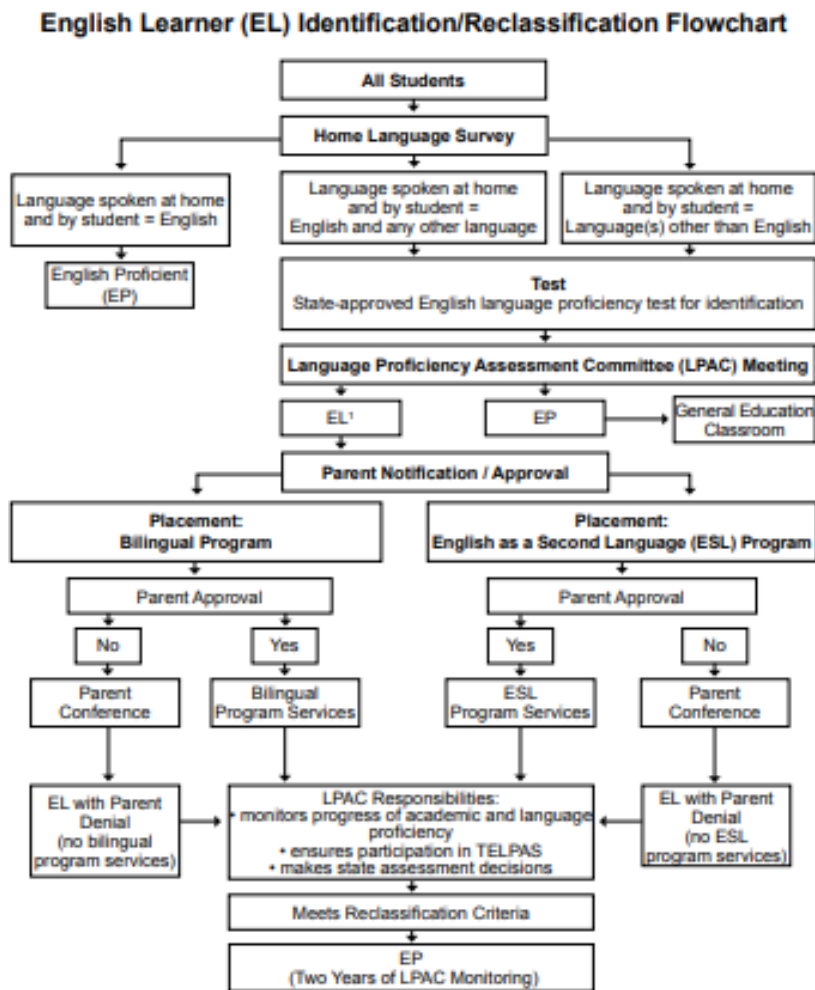 English Learner (EL) Identification/Reclassification Flowchart
All Students
Home Language Survey
Language spoken at home
and by student = English
Language spoken at home
and by student =
English and any other language
Language spoken at home
and by student =
Language(s) other than English
English Proficient
(EP)
Test
State-approved English language proficiency test for identification
Language Proficiency Assessment Committee (LPAC) Meeting
EL¹
EP
General Education
Classroom
Parent Notification / Approval
Placement:
Bilingual Program
Placement:
English as a Second Language (ESL) Program
Parent Approval
Parent Approval
No
Yes
Yes
No
Parent
Conference
Bilingual
Program Services
ESL
Program Services
Parent
Conference
EL with Parent
Denial
(no bilingual
program services)
LPAC Responsibilities:
• monitors progress of academic and language
proficiency
• ensures participation in TELPAS
• makes state assessment decisions
EL with Parent
Denial
(no ESL
program services)
Meets Reclassification Criteria
EP
(Two Years of LPAC Monitoring)